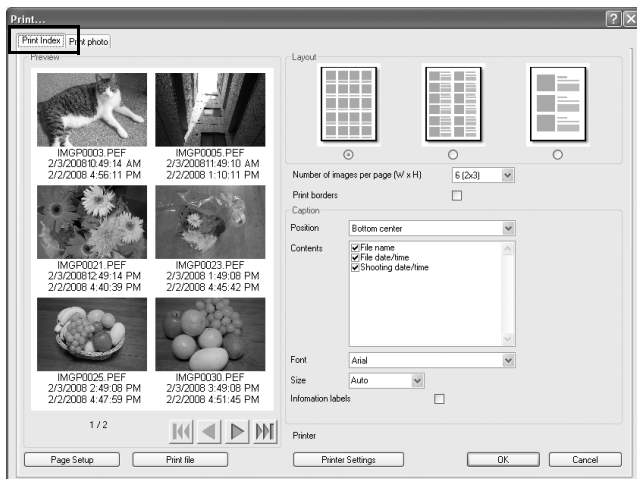 Print...
Print Index Print photo
Preview
IMGP0003.PEF
2/3/200810:49:14 AM
2/2/2008 4:56:11 PM
IMGP0005.PEF
2/3/200811:49:10 AM
2/2/2008 1:10:11 PM
IMGP0021.PEF
2/3/200812:49:14 PM
2/2/2008 4:40:39 PM
IMGP0023.PEF
2/3/2008 1:49:08 PM
2/2/2008 4:45:42 PM
IMGP0025.PEF
2/3/2008 2:49:08 PM
2/2/2008 4:47:59 PM
IMGP0030.PEF
2/3/2008 3:49:08 PM
2/2/2008 4:51:45 PM
1 / 2
Page Setup
Print file
Layout
Number of images per page (W x H) 6 (2x3)
Print borders
Caption
Position Bottom center
Contents File name
File date/time
Shooting date/time
Font Arial
Size Auto
Infomation labels
Printer
Printer Settings
OK
Cancel